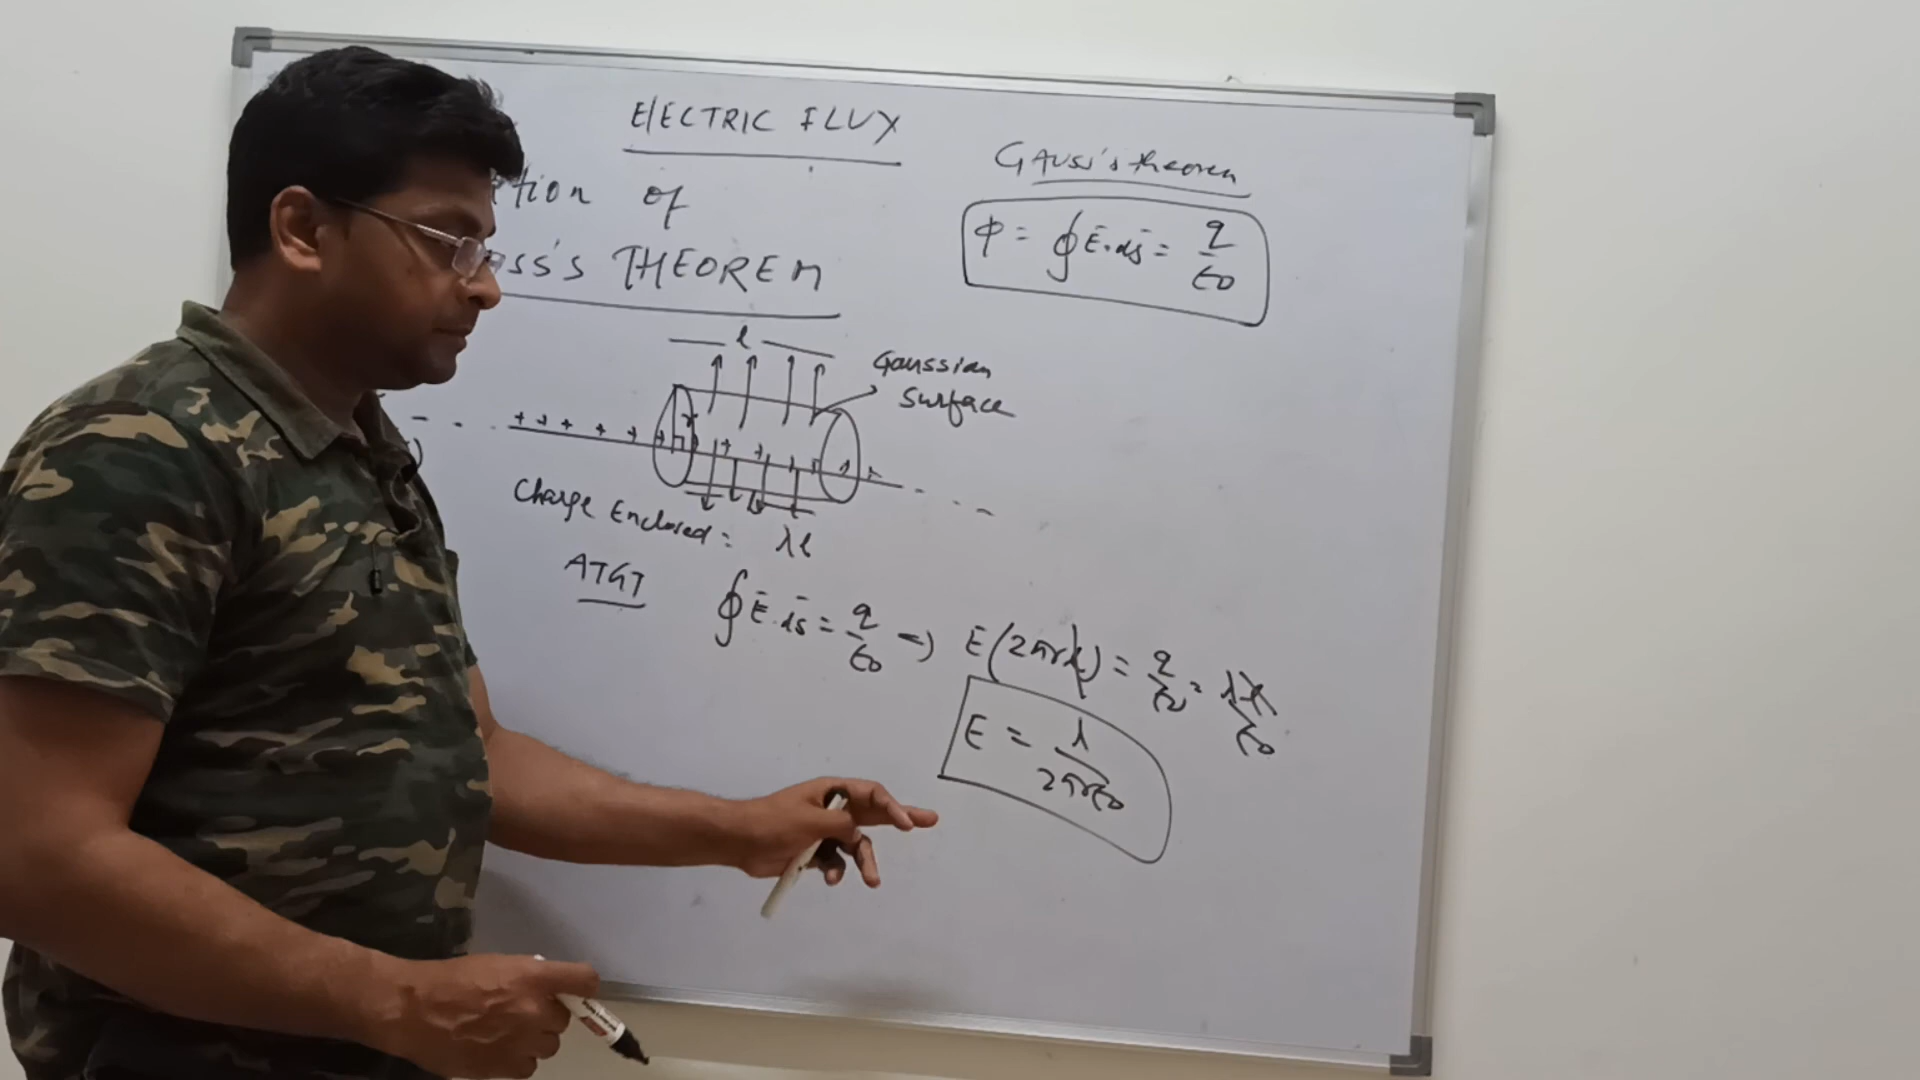 ELECTRIC FLUX
tion of
ss's THEOREM
GAUSS's theorem
φ = ∮Ē.ds̄ = q/ε0
l
Gaussian
Surface
r
+ + + + + + + + +
Charge Enclosed = λl
ATGT ∮Ē.ds̄ = q/ε0 => E(2πrl) = q/ε0 = λl/ε0
E = λ/2πrε0